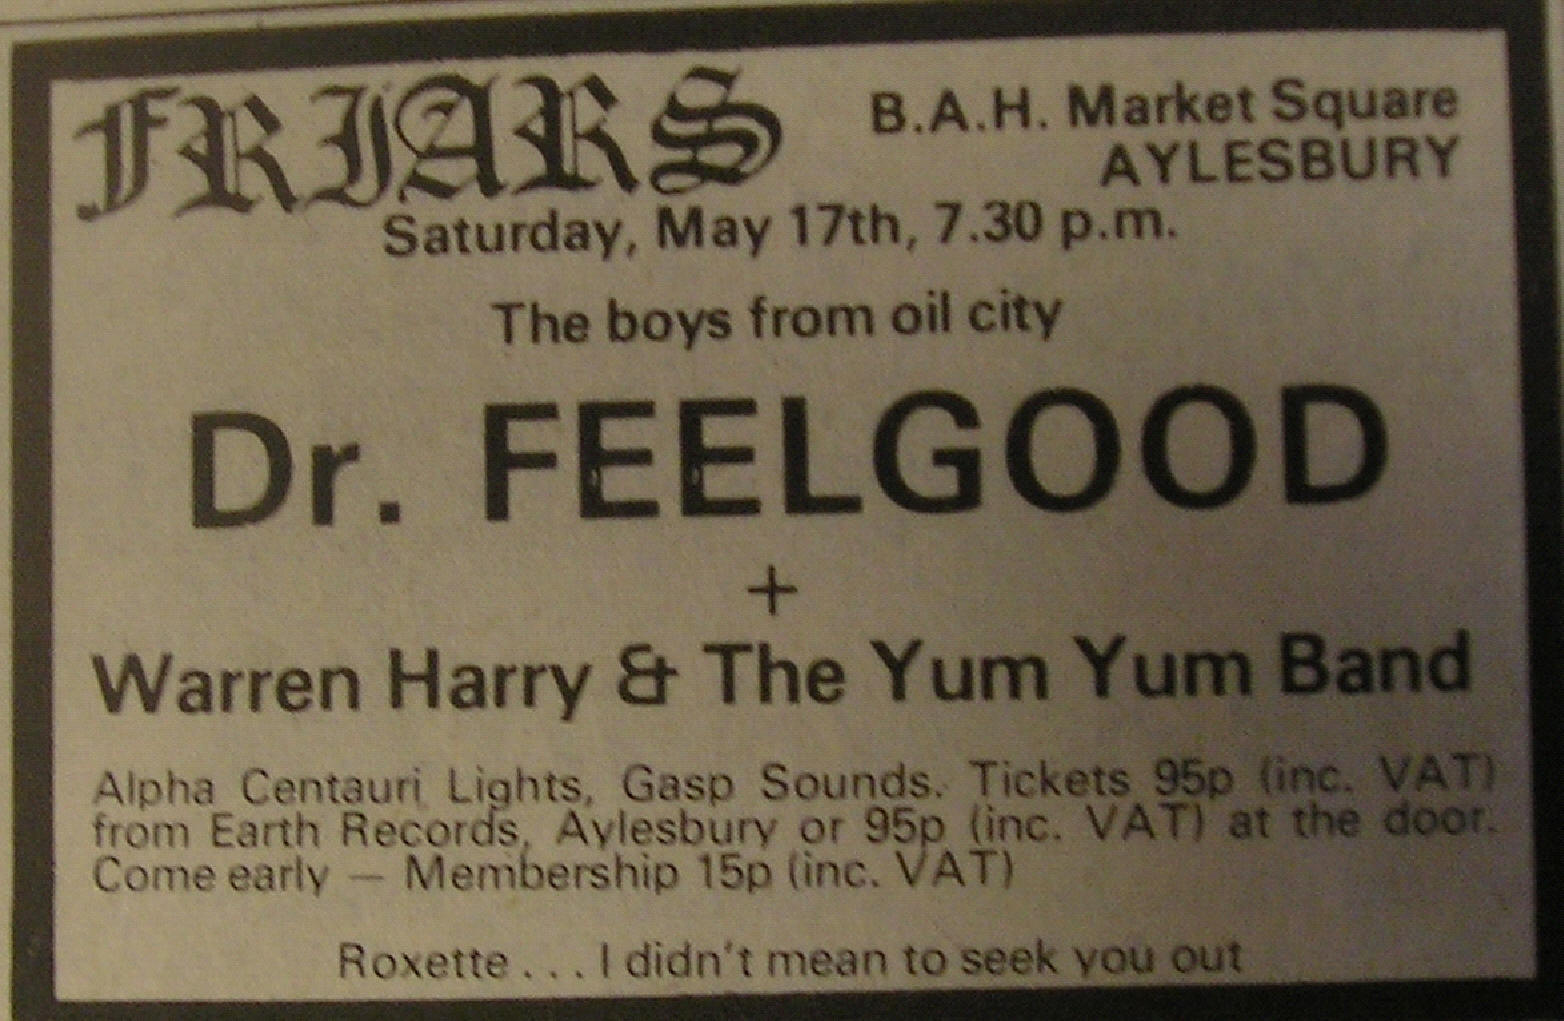 FRIARS B.A.H. Market Square
AYLESBURY
Saturday, May 17th, 7.30 p.m.
The boys from oil city
Dr. FEELGOOD
+
Warren Harry & The Yum Yum Band
Alpha Centauri Lights, Gasp Sounds. Tickets 95p (inc. VAT)
from Earth Records, Aylesbury or 95p (inc. VAT) at the door.
Come early — Membership 15p (inc. VAT)
Roxette . . . I didn't mean to seek you out